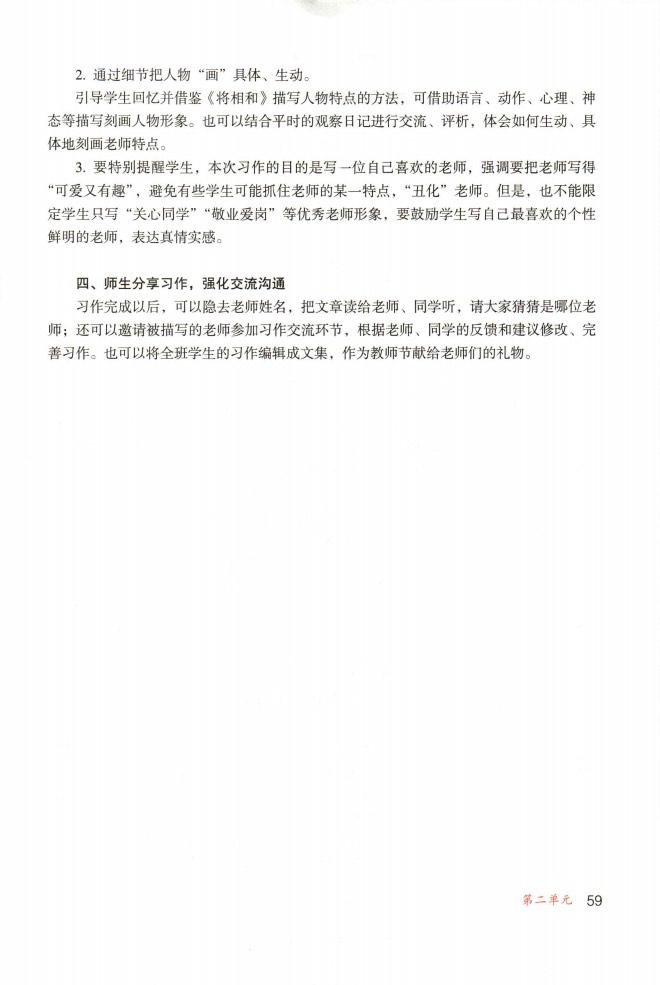 2. 通过细节把人物“画”具体、生动。
引导学生回忆并借鉴《将相和》描写人物特点的方法，可借助语言、动作、心理、神
态等描写刻画人物形象。也可以结合平时的观察日记进行交流、评析，体会如何生动、具
体地刻画老师特点。
3. 要特别提醒学生，本次习作的目的是写一位自己喜欢的老师，强调要把老师写得
“可爱又有趣”，避免有些学生可能抓住老师的某一特点，“丑化”老师。但是，也不能限
定学生只写“关心同学”“敬业爱岗”等优秀老师形象，要鼓励学生写自己最喜欢的个性
鲜明的老师，表达真情实感。
四、师生分享习作，强化交流沟通
习作完成以后，可以隐去老师姓名，把文章读给老师、同学听，请大家猜猜是哪位老
师；还可以邀请被描写的老师参加习作交流环节，根据老师、同学的反馈和建议修改、完
善习作。也可以将全班学生的习作编辑成文集，作为教师节献给老师们的礼物。
第二单元 59